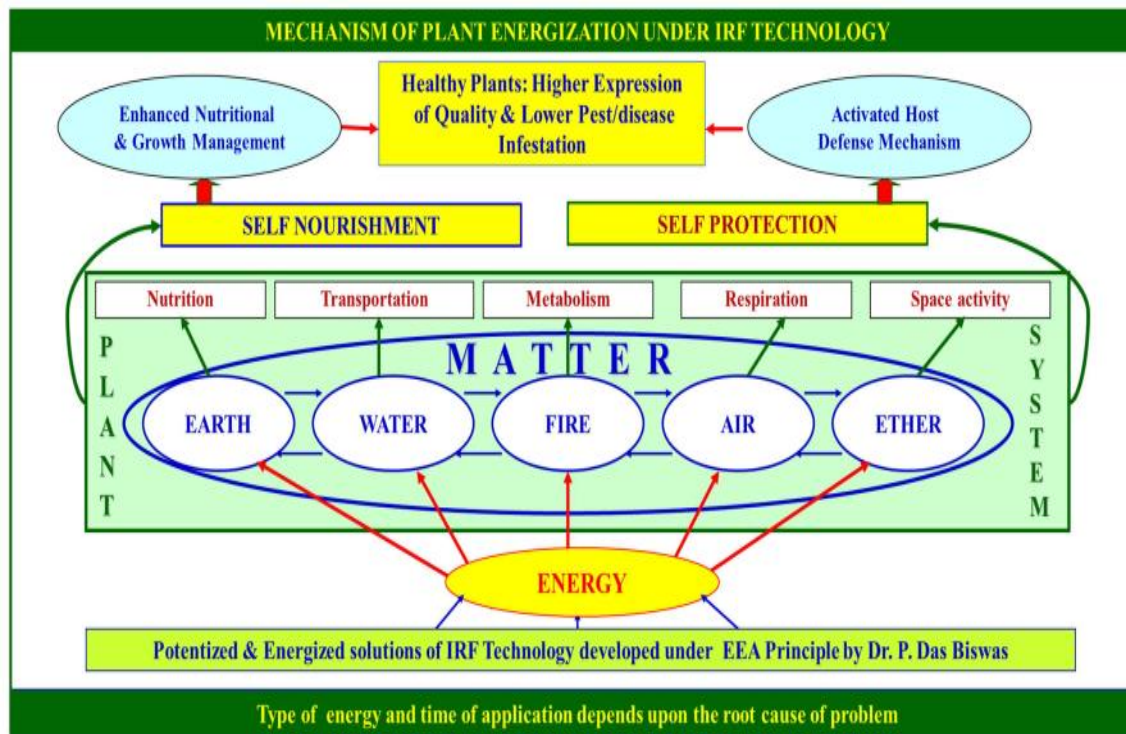 MECHANISM OF PLANT ENERGIZATION UNDER IRF TECHNOLOGY
Enhanced Nutritional
& Growth Management
Healthy Plants: Higher Expression
of Quality & Lower Pest/disease
Infestation
Activated Host
Defense Mechanism
SELF NOURISHMENT
SELF PROTECTION
Nutrition
Transportation
Metabolism
Respiration
Space activity
PLANT
MATTER
SYSTEM
EARTH
WATER
FIRE
AIR
ETHER
ENERGY
Potentized & Energized solutions of IRF Technology developed under EEA Principle by Dr. P. Das Biswas
Type of energy and time of application depends upon the root cause of problem